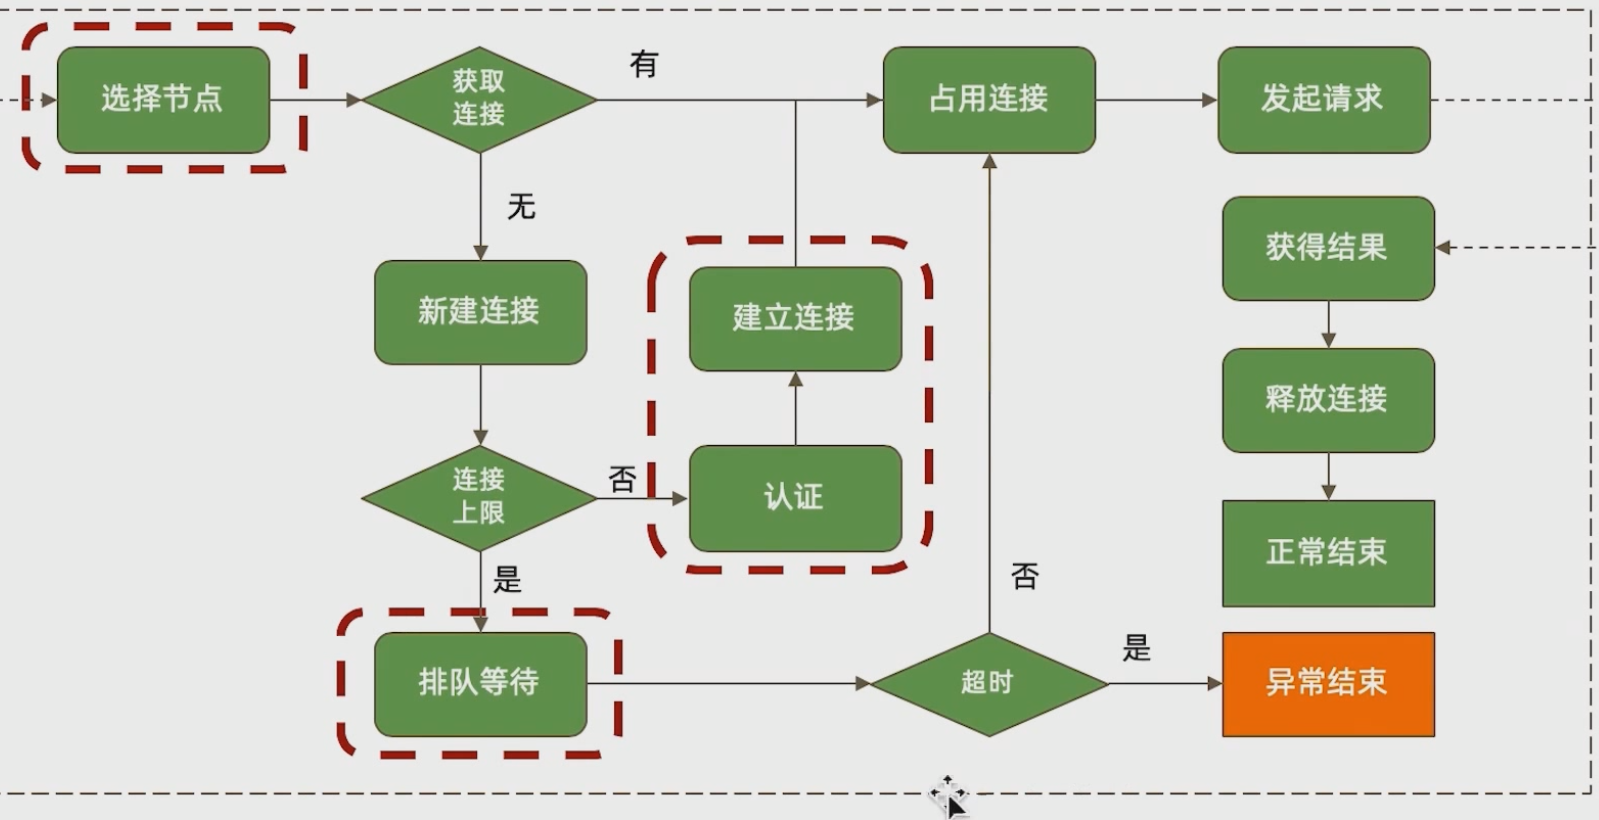 选择节点
获取
连接
有
占用连接
发起请求
无
获得结果
新建连接
建立连接
释放连接
连接
上限
否
认证
正常结束
是
否
排队等待
超时
是
异常结束